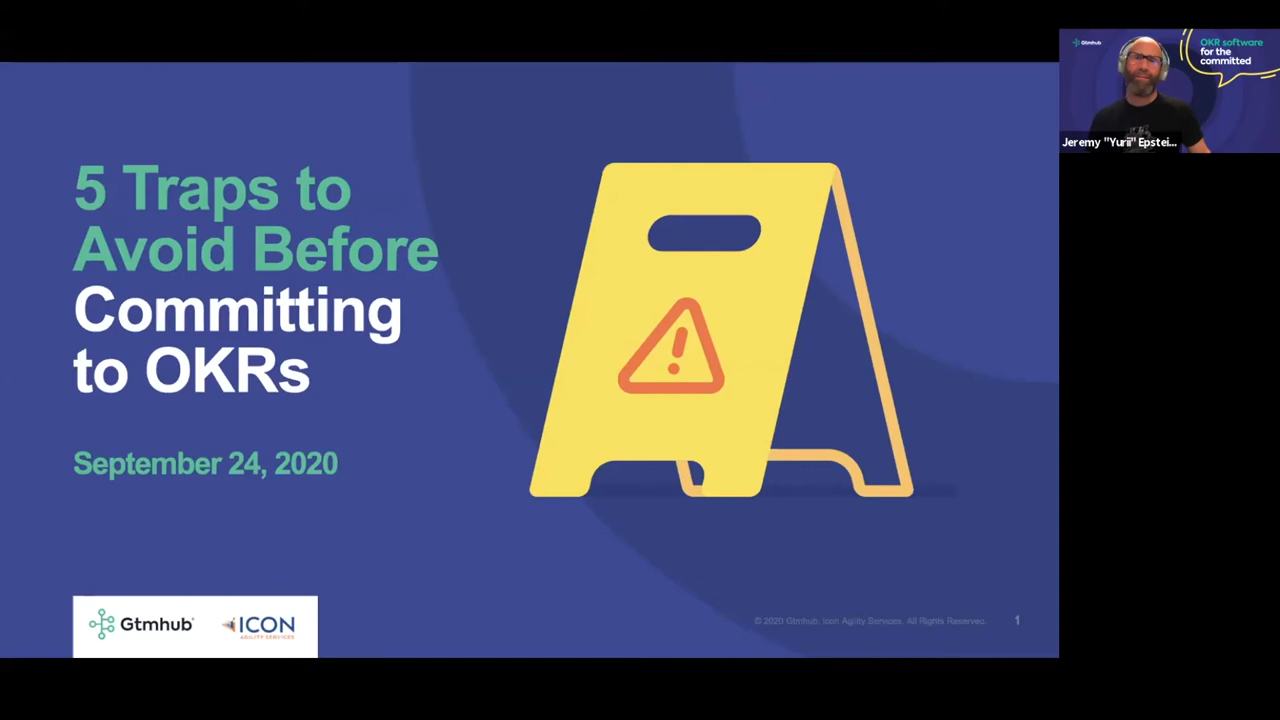 5 Traps to
Avoid Before
Committing
to OKRs
September 24, 2020
Gtmhub
ICON
AGILITY SERVICES
© 2020 Gtmhub, Icon Agility Services. All Rights Reserved.
1
Gtmhub
OKR software
for the
committed
Jeremy "Yurii" Epstei...